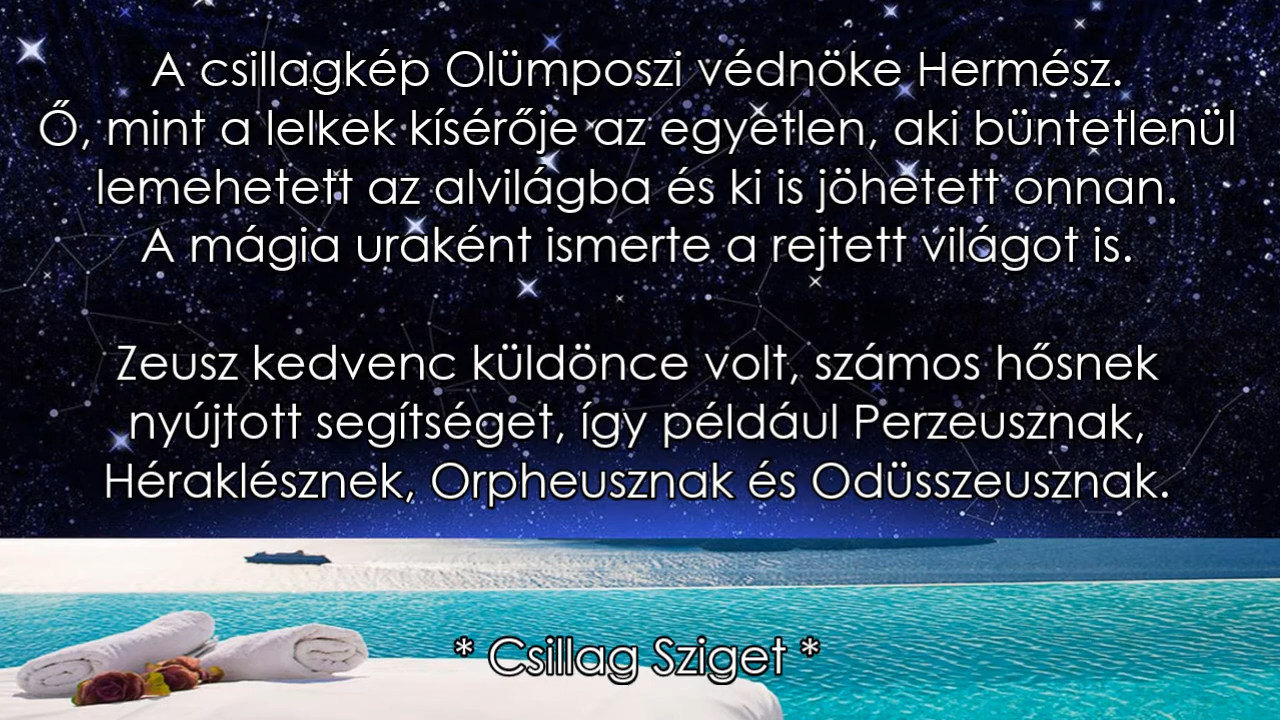 A csillagkép Olümposzi védnöke Hermész.
Ő, mint a lelkek kísérője az egyetlen, aki büntetlenül
lemehetett az alvilágba és ki is jöhetett onnan.
A mágia uraként ismerte a rejtett világot is.
Zeusz kedvenc küldönce volt, számos hősnek
nyújtott segítséget, így például Perzeusznak,
Héraklésznek, Orpheusznak és Odüsszeusznak.
* Csillag Sziget *